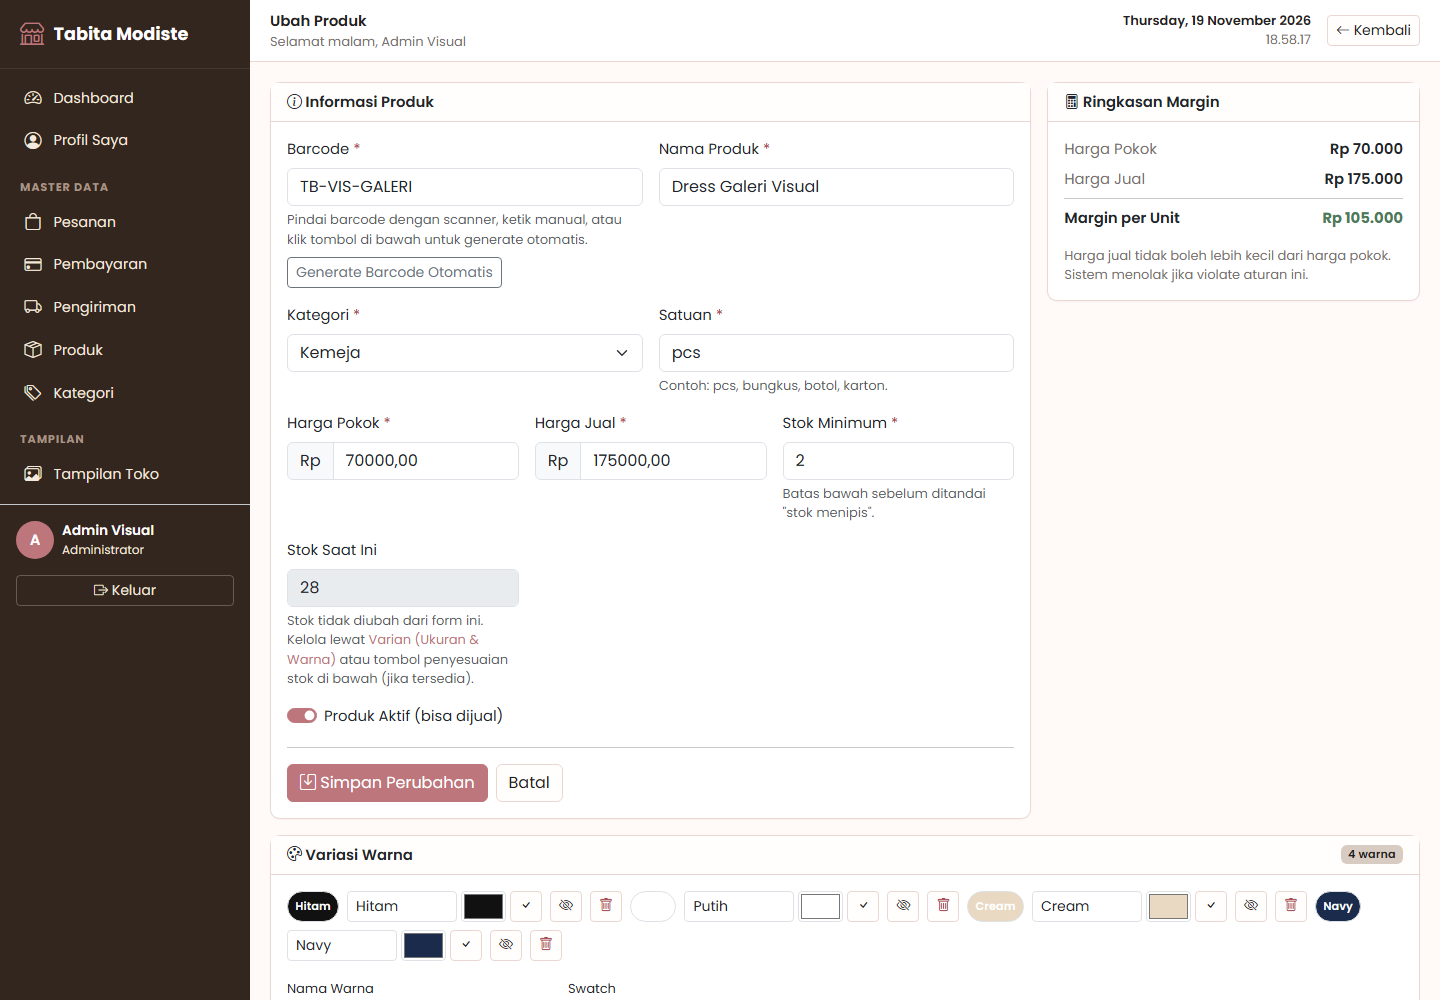 Tabita Modiste
Dashboard
Profil Saya
MASTER DATA
Pesanan
Pembayaran
Pengiriman
Produk
Kategori
TAMPILAN
Tampilan Toko
A
Admin Visual
Administrator
Keluar
Ubah Produk
Selamat malam, Admin Visual
Thursday, 19 November 2026
18.58.17
Kembali
Informasi Produk
Barcode *
TB-VIS-GALERI
Pindai barcode dengan scanner, ketik manual, atau
klik tombol di bawah untuk generate otomatis.
Generate Barcode Otomatis
Nama Produk *
Dress Galeri Visual
Kategori *
Kemeja
Satuan *
pcs
Contoh: pcs, bungkus, botol, karton.
Harga Pokok *
Rp 70000,00
Harga Jual *
Rp 175000,00
Stok Minimum *
2
Batas bawah sebelum ditandai
"stok menipis".
Stok Saat Ini
28
Stok tidak diubah dari form ini.
Kelola lewat Varian (Ukuran &
Warna) atau tombol penyesuaian
stok di bawah (jika tersedia).
Produk Aktif (bisa dijual)
Simpan Perubahan
Batal
Ringkasan Margin
Harga Pokok Rp 70.000
Harga Jual Rp 175.000
Margin per Unit Rp 105.000
Harga jual tidak boleh lebih kecil dari harga pokok.
Sistem menolak jika violate aturan ini.
Variasi Warna
4 warna
Hitam Hitam Putih Cream Cream Navy
Navy
Nama Warna Swatch